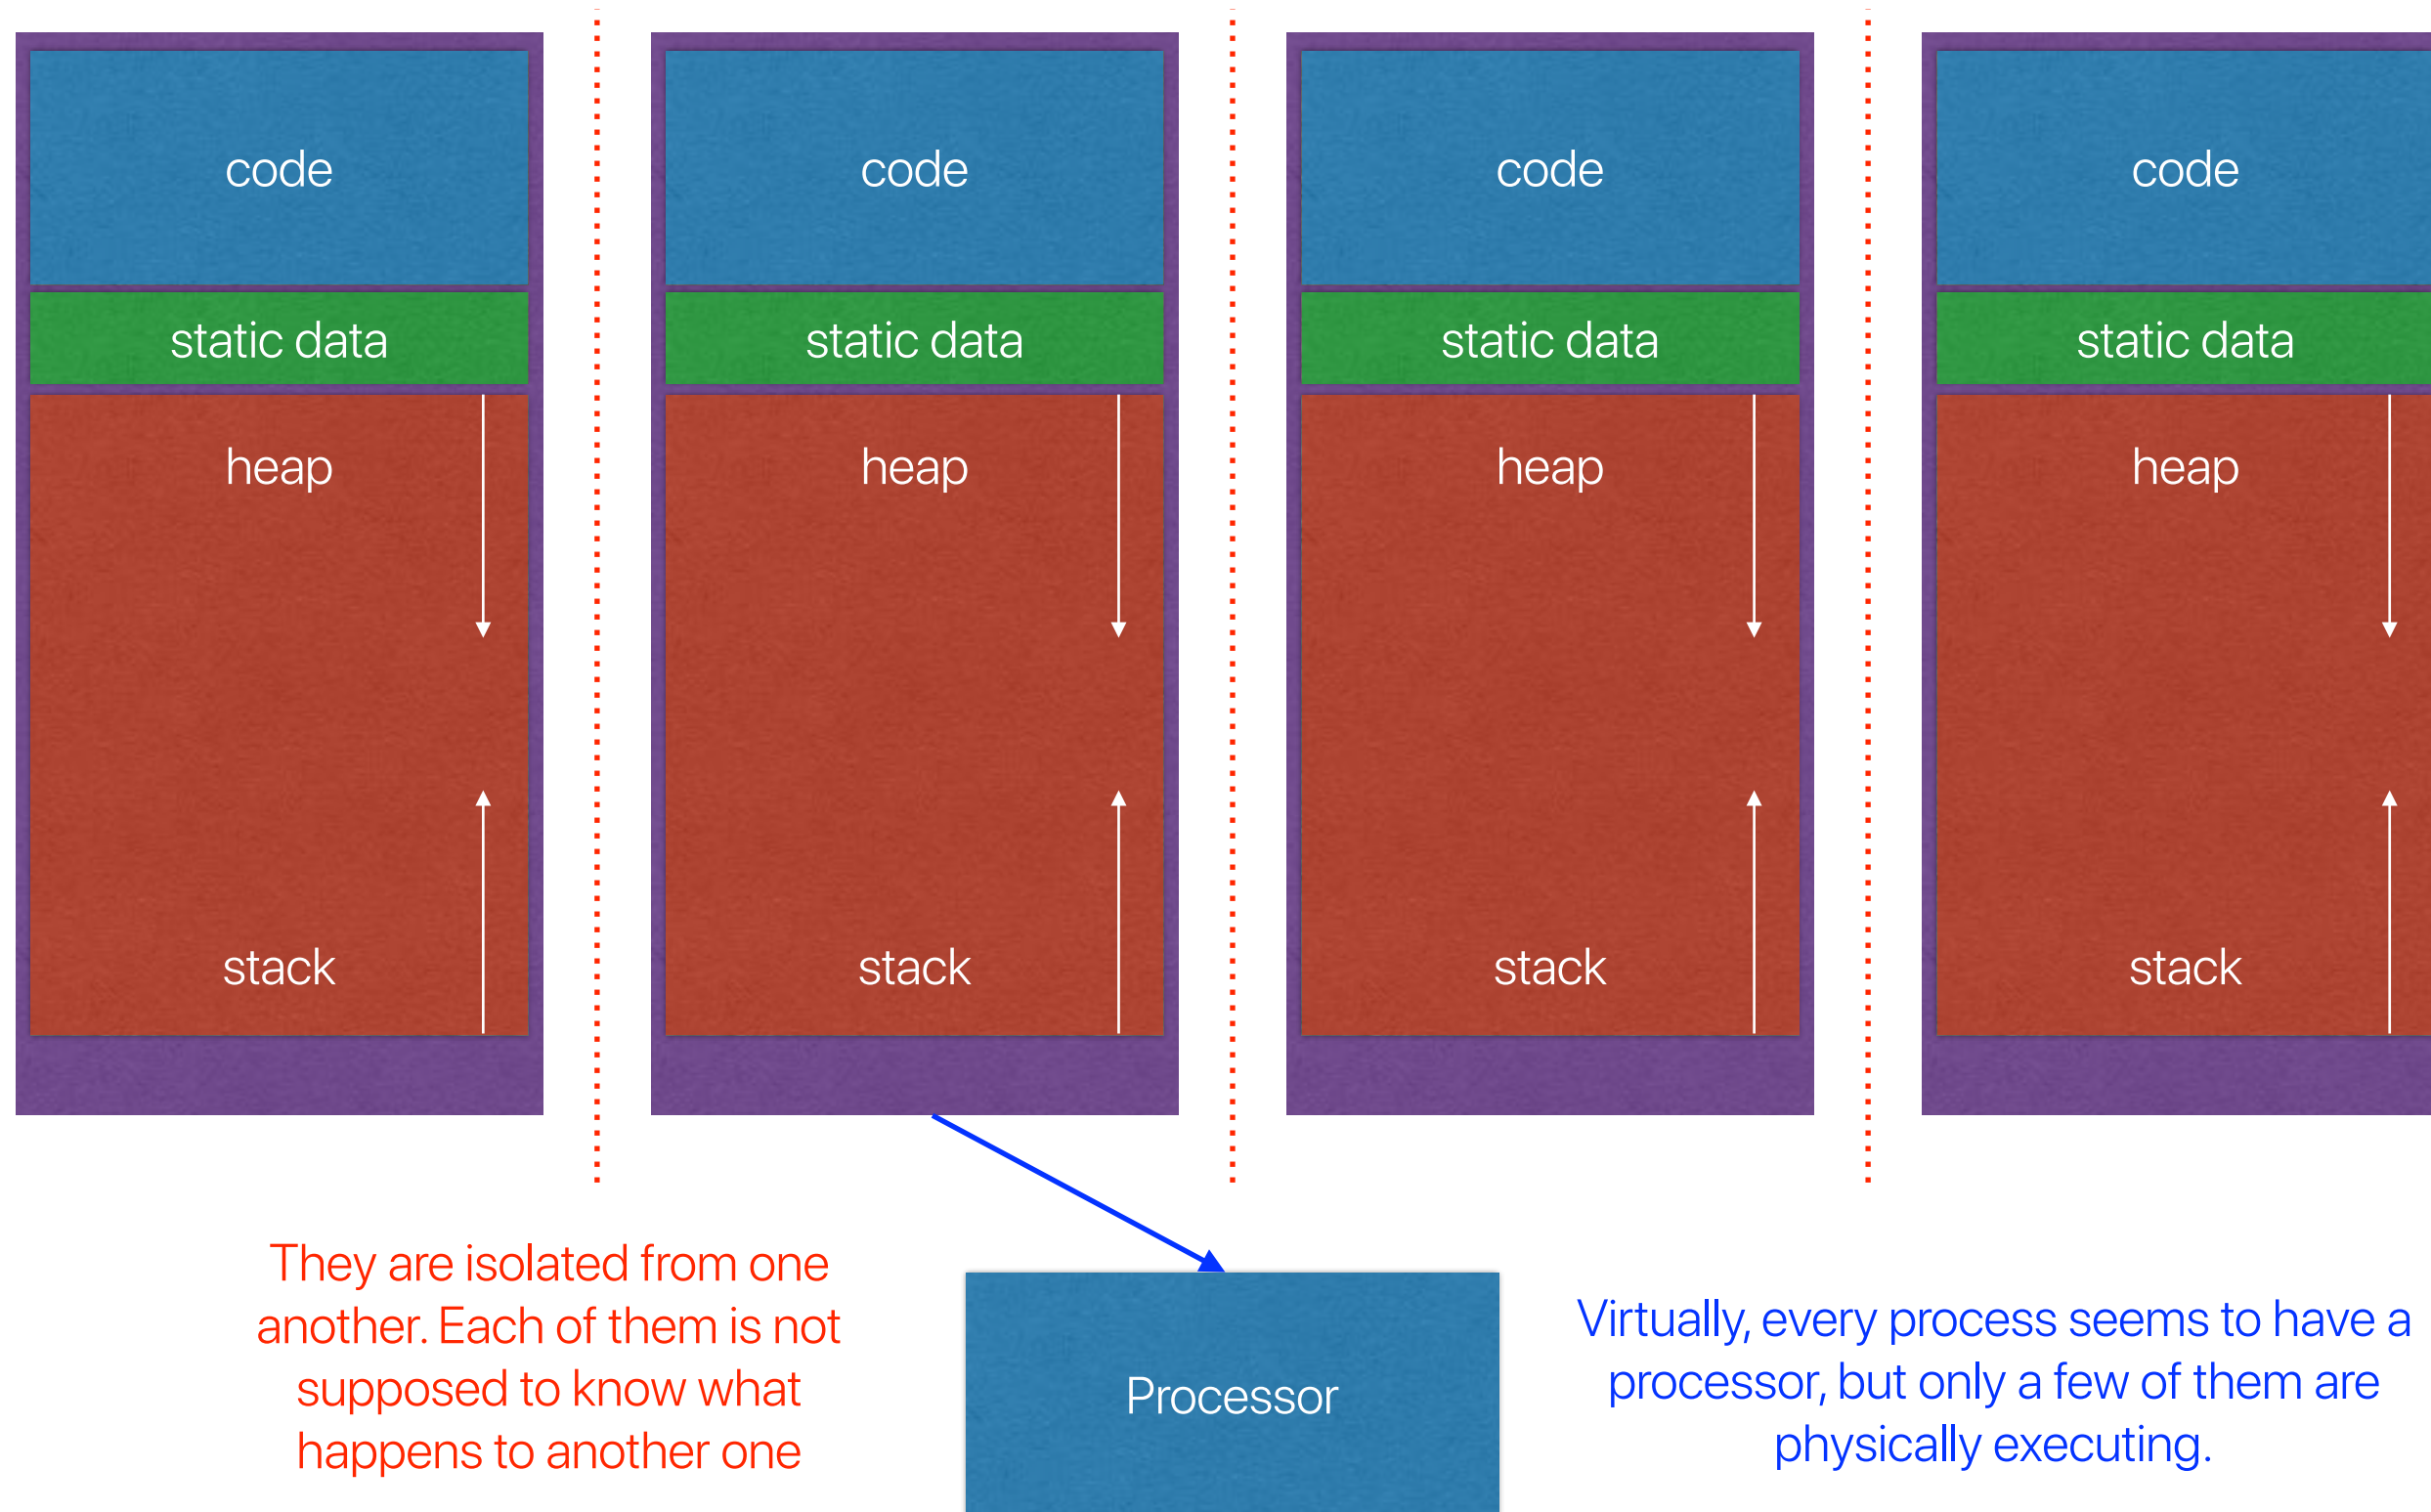 code
code
code
code
static data
static data
static data
static data
heap
heap
heap
heap
stack
stack
stack
stack
They are isolated from one
another. Each of them is not
supposed to know what
happens to another one
Processor
Virtually, every process seems to have a
processor, but only a few of them are
physically executing.